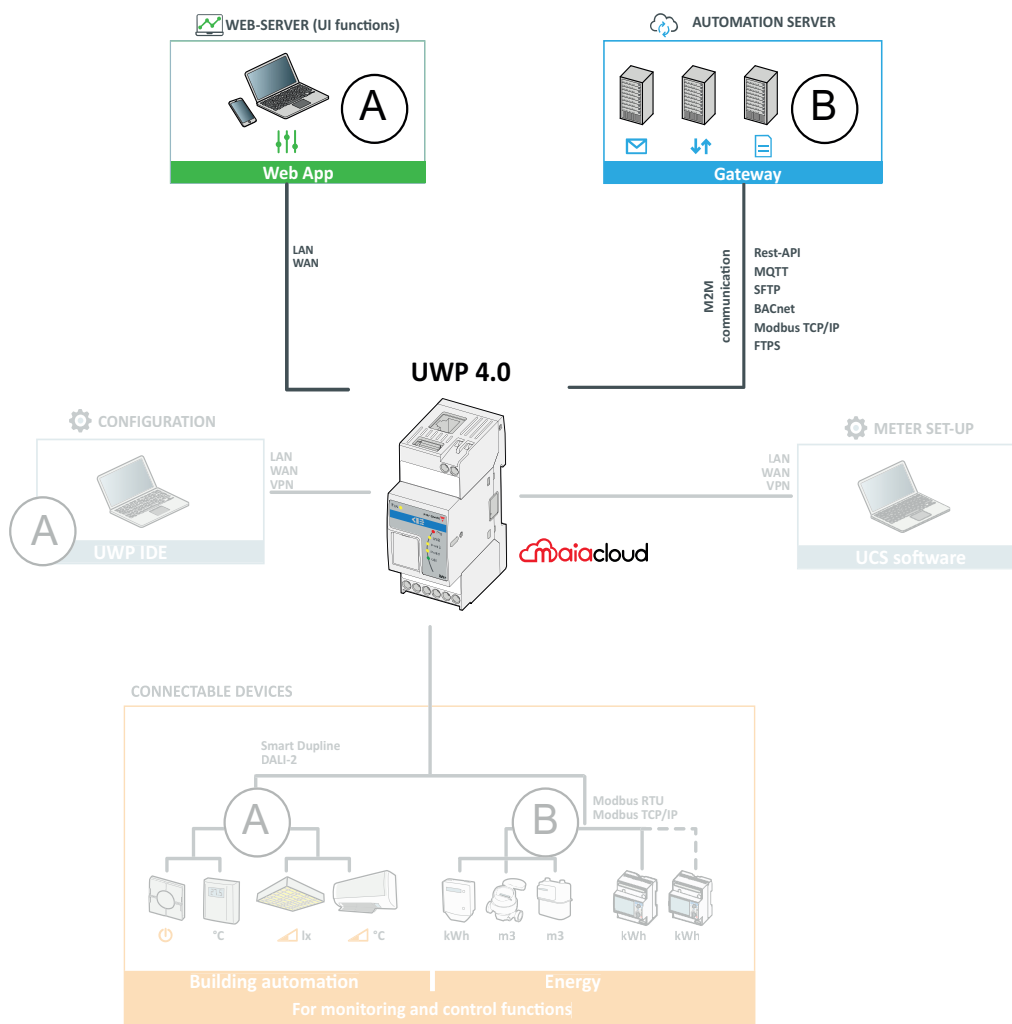 WEB-SERVER (UI functions)
AUTOMATION SERVER
A
B
Web App
Gateway
LAN
WAN
M2M
communication
Rest-API
MQTT
SFTP
BACnet
Modbus TCP/IP
FTPS
UWP 4.0
CONFIGURATION
METER SET-UP
LAN
WAN
VPN
LAN
WAN
VPN
A
UWP IDE
maiacloud
UCS software
CONNECTABLE DEVICES
Smart Dupline
DALI-2
Modbus RTU
Modbus TCP/IP
A
B
°C
lx
°C
kWh
m3
m3
kWh
kWh
Building automation
Energy
For monitoring and control functions